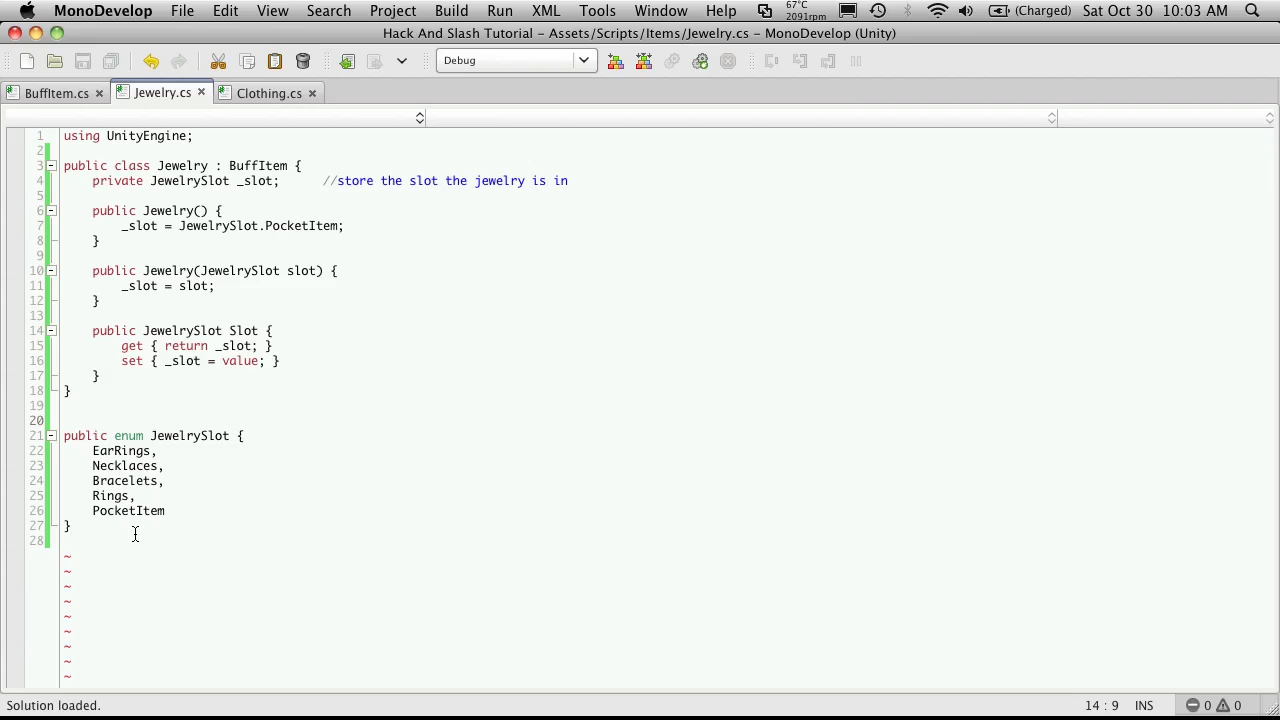 MonoDevelop File Edit View Search Project Build Run XML Tools Window Help 67°C 2091rpm (Charged) Sat Oct 30 10:03 AM
Hack And Slash Tutorial – Assets/Scripts/Items/Jewelry.cs – MonoDevelop (Unity)
Debug
BuffItem.cs Jewelry.cs Clothing.cs
1 using UnityEngine;
2
3 public class Jewelry : BuffItem {
4 private JewelrySlot _slot; //store the slot the jewelry is in
5
6 public Jewelry() {
7 _slot = JewelrySlot.PocketItem;
8 }
9
10 public Jewelry(JewelrySlot slot) {
11 _slot = slot;
12 }
13
14 public JewelrySlot Slot {
15 get { return _slot; }
16 set { _slot = value; }
17 }
18 }
19
20
21 public enum JewelrySlot {
22 EarRings,
23 Necklaces,
24 Bracelets,
25 Rings,
26 PocketItem
27 }
28
~
~
~
~
~
~
~
~
~
Solution loaded. 14 : 9 INS 0 0